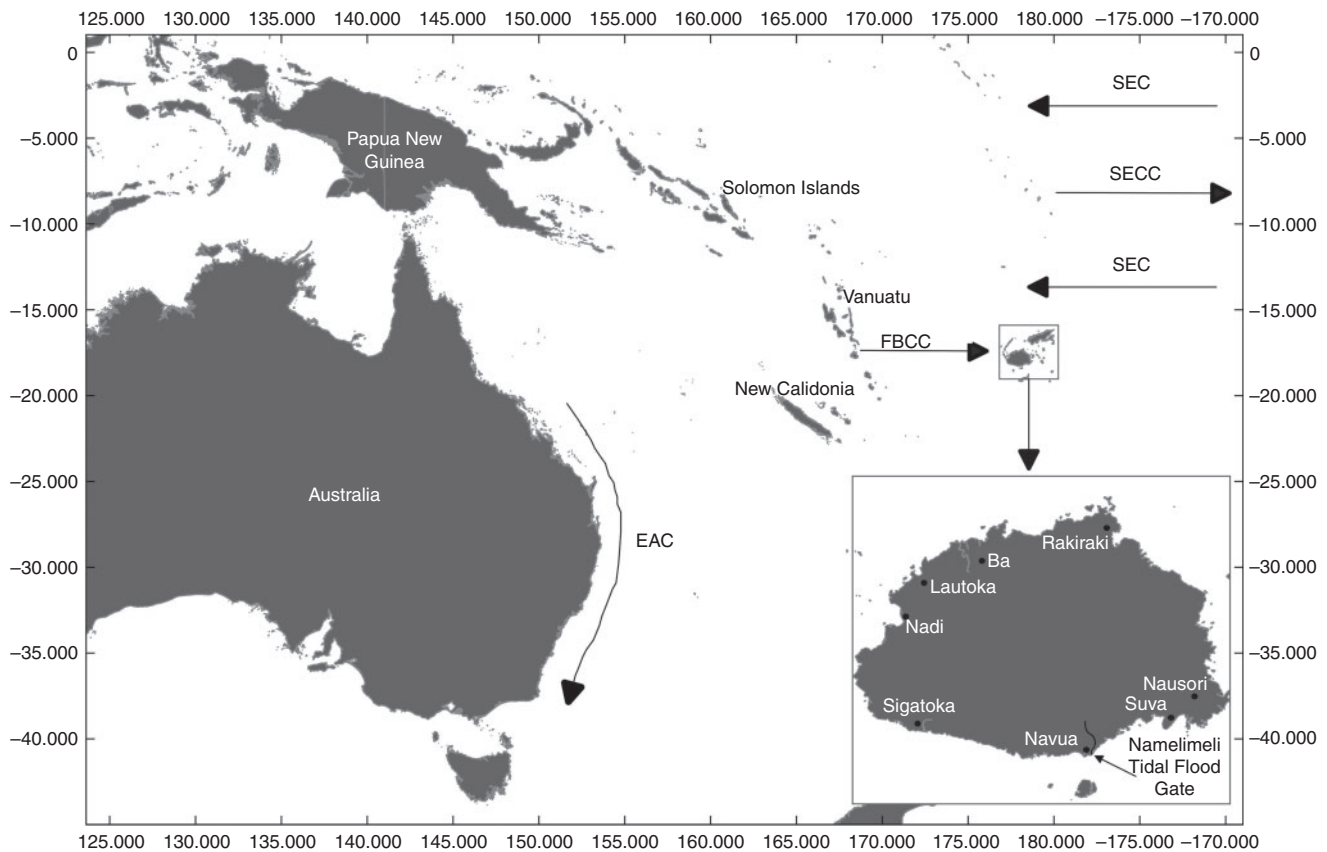 125.000 130.000 135.000 140.000 145.000 150.000 155.000 160.000 165.000 170.000 175.000 180.000 –175.000 –170.000
0 0
SEC
–5.000 –5.000
Papua New
Guinea
Solomon Islands
SECC
–10.000 –10.000
SEC
–15.000 –15.000
Vanuatu
FBCC
–20.000 –20.000
New Calidonia
–25.000 –25.000
Australia
EAC
Rakiraki
Ba
–30.000 –30.000
Lautoka
Nadi
–35.000 –35.000
Nausori
Sigatoka
Suva
–40.000 –40.000
Navua
Namelimeli
Tidal Flood
Gate
125.000 130.000 135.000 140.000 145.000 150.000 155.000 160.000 165.000 170.000 175.000 180.000 –175.000 –170.000